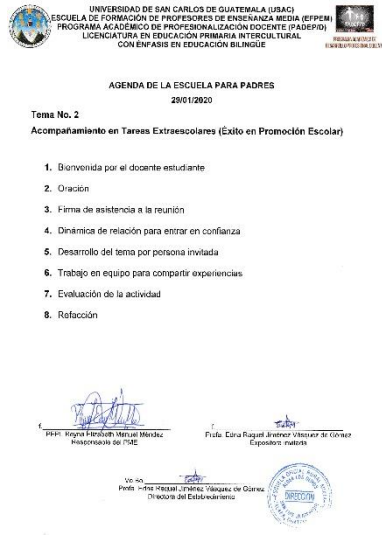 UNIVERSIDAD DE SAN CARLOS DE GUATEMALA (USAC)
ESCUELA DE FORMACIÓN DE PROFESORES DE ENSEÑANZA MEDIA (EFPEM)
PROGRAMA ACADÉMICO DE PROFESIONALIZACIÓN DOCENTE (PADEP/D)
LICENCIATURA EN EDUCACIÓN PRIMARIA INTERCULTURAL
CON ÉNFASIS EN EDUCACIÓN BILINGÜE
AGENDA DE LA ESCUELA PARA PADRES
29/01/2020
Tema No. 2
Acompañamiento en Tareas Extraescolares (Éxito en Promoción Escolar)
1. Bienvenida por el docente estudiante
2. Oración
3. Firma de asistencia a la reunión
4. Dinámica de relación para entrar en confianza
5. Desarrollo del tema por persona invitada
6. Trabajo en equipo para compartir experiencias
7. Evaluación de la actividad
8. Refacción
f.
PEPI. Reyna Elizabeth Manuel Méndez
Responsable del PME
f.
Profa. Edna Raquel Jiménez Vásquez de Gómez
Expositora invitada
Vo.Bo.
Profa. Edna Raquel Jiménez Vásquez de Gómez
Directora del Establecimiento
DIRECCIÓN